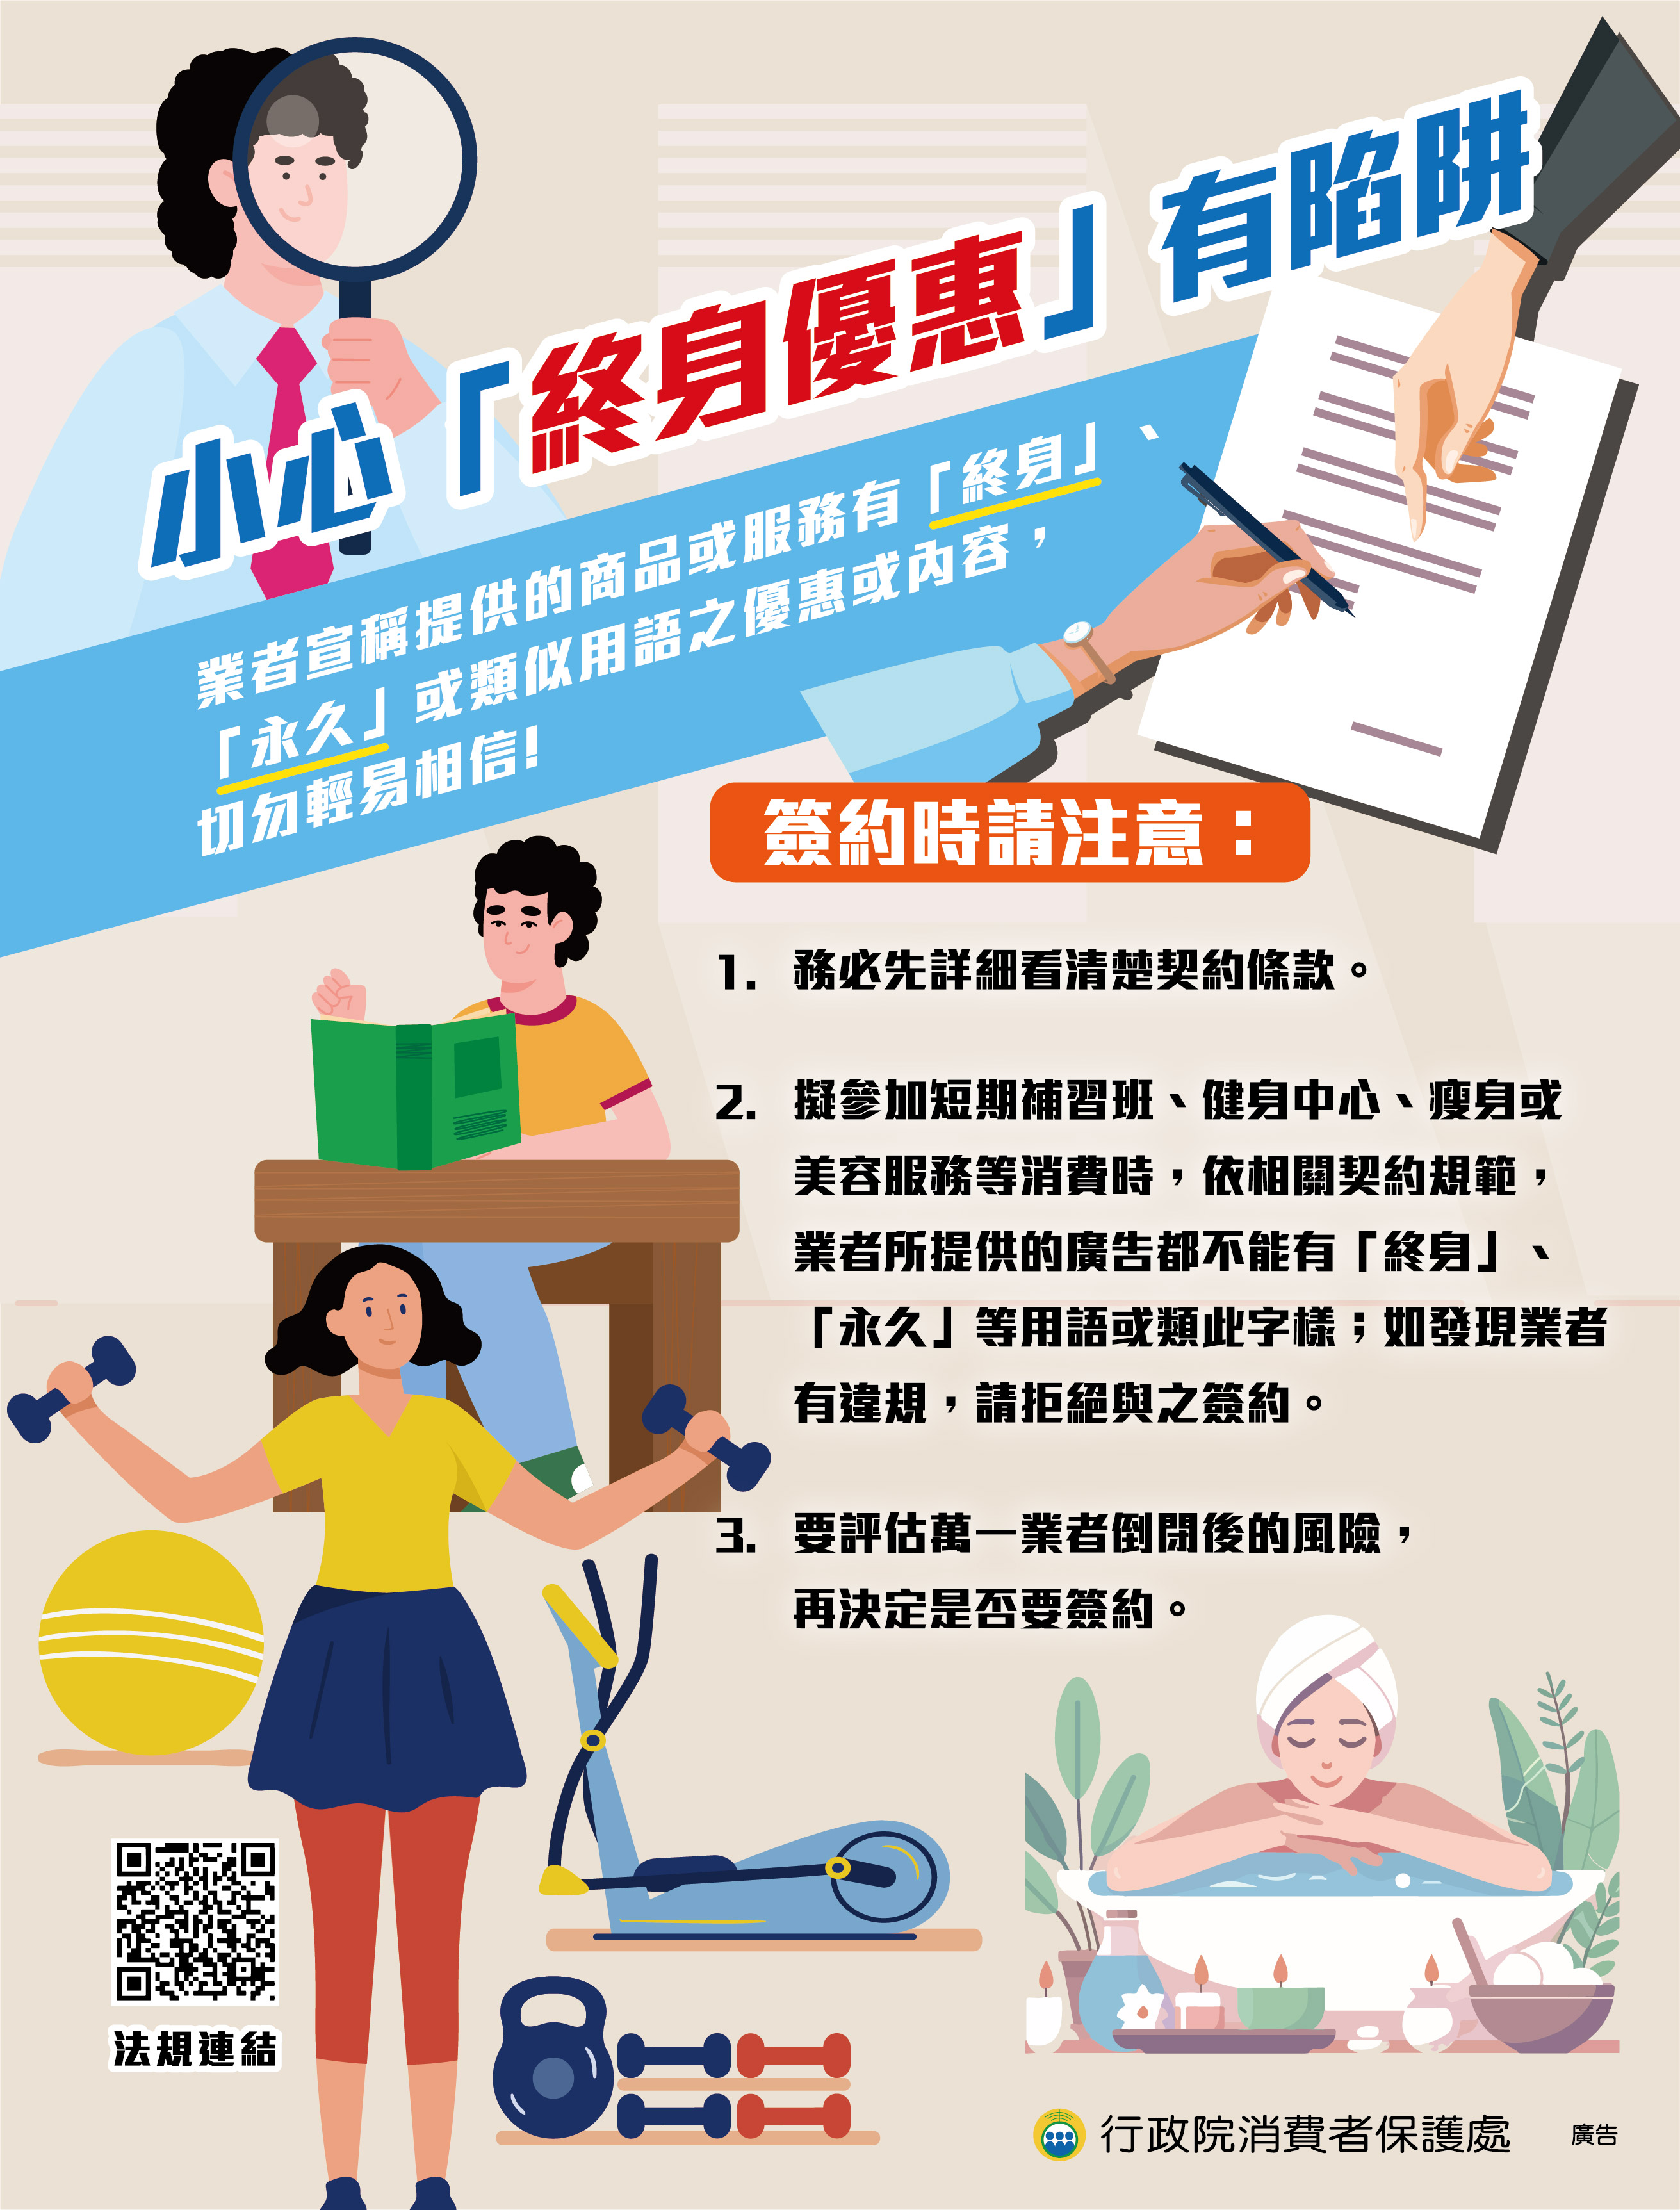 小心「終身優惠」有陷阱
業者宣稱提供的商品或服務有「終身」、
「永久」或類似用語之優惠或內容，
切勿輕易相信!
簽約時請注意：
1. 務必先詳細看清楚契約條款。
2. 擬參加短期補習班、健身中心、瘦身或
美容服務等消費時，依相關契約規範，
業者所提供的廣告都不能有「終身」、
「永久」等用語或類此字樣；如發現業者
有違規，請拒絕與之簽約。
3. 要評估萬一業者倒閉後的風險，
再決定是否要簽約。
法規連結
行政院消費者保護處 廣告